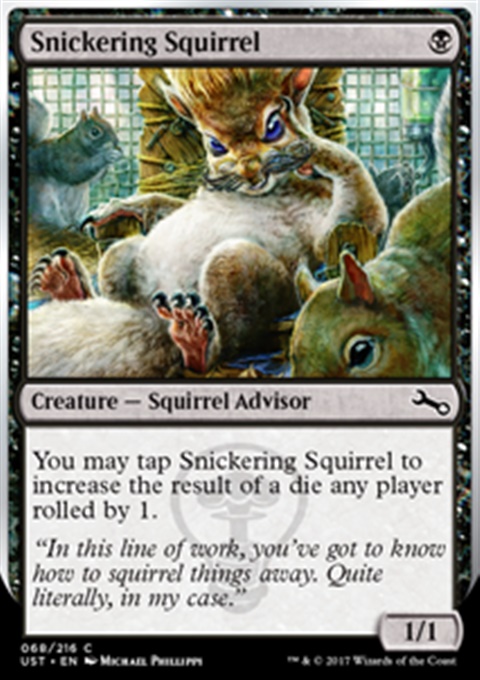 Snickering Squirrel
Creature — Squirrel Advisor
You may tap Snickering Squirrel to
increase the result of a die any player
rolled by 1.
“In this line of work, you’ve got to know
how to squirrel things away. Quite
literally, in my case.”
1/1
068/216 C
UST • EN Michael Phillippi
™ & © 2017 Wizards of the Coast